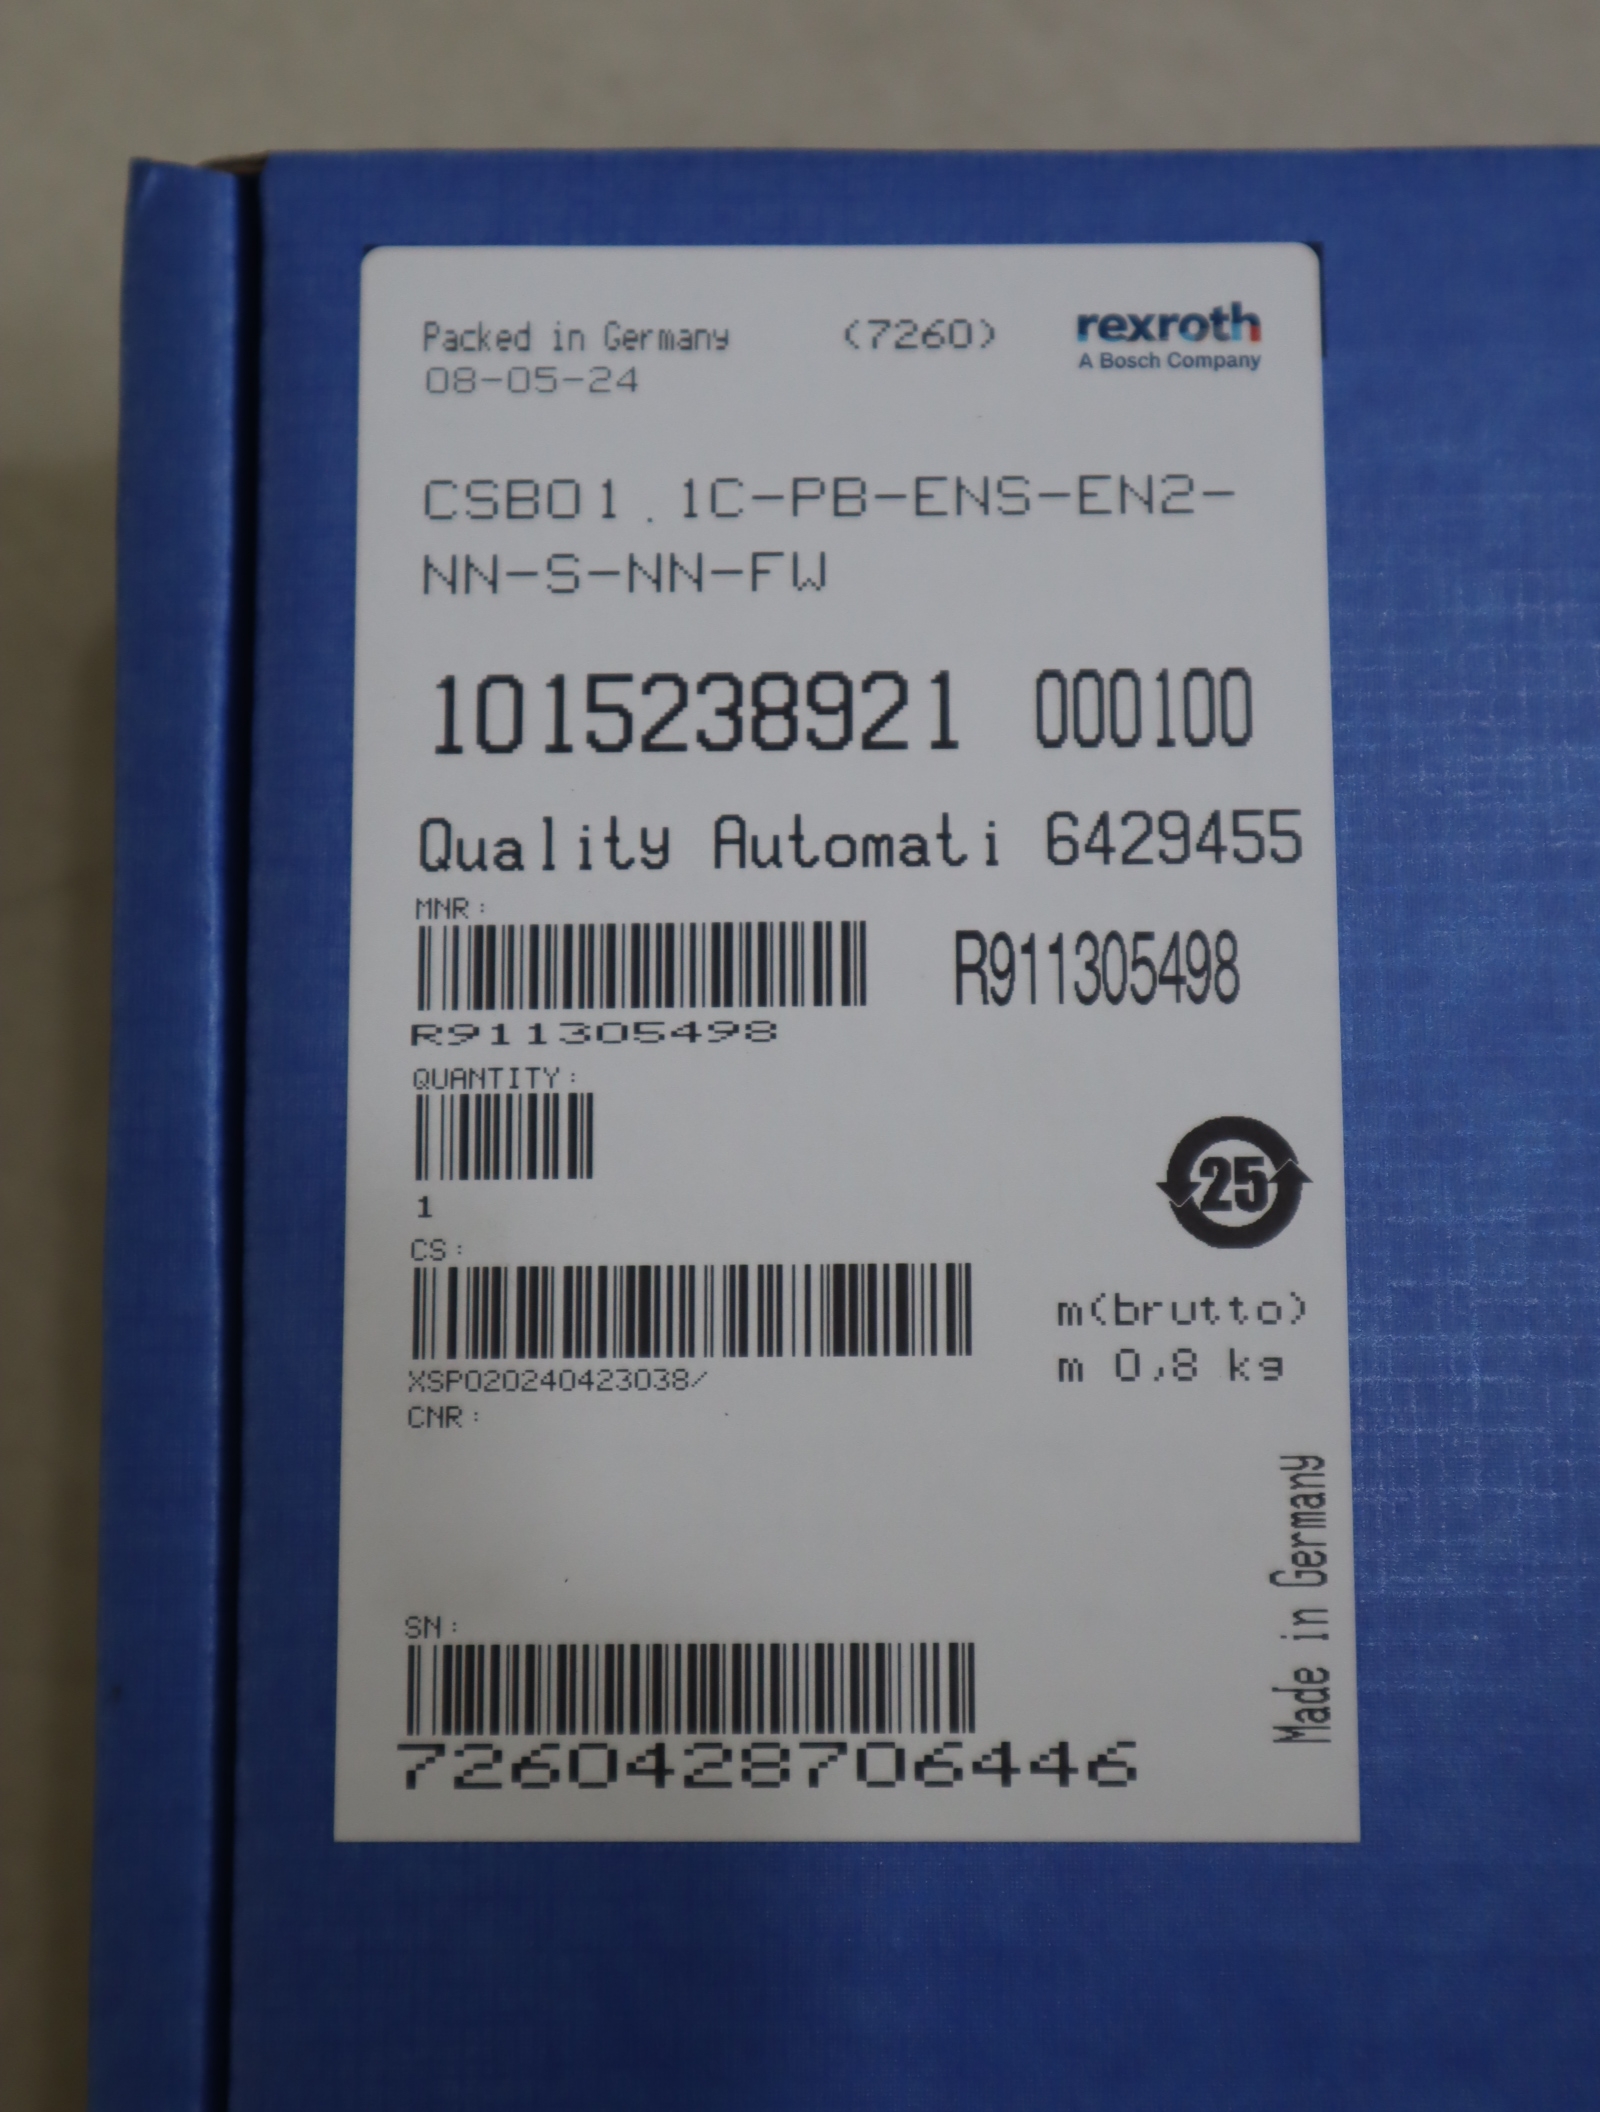 Packed in Germany (7260) rexroth
08-05-24 A Bosch Company
CSB01.1C-PB-ENS-EN2-
NN-S-NN-FW
1015238921 000100
Quality Automati 6429455
MNR:
R911305498
R911305498
QUANTITY:
1
25
CS:
XSP020240423038/
m(brutto)
m 0,8 kg
CNR:
Made in Germany
SN:
7260428706446